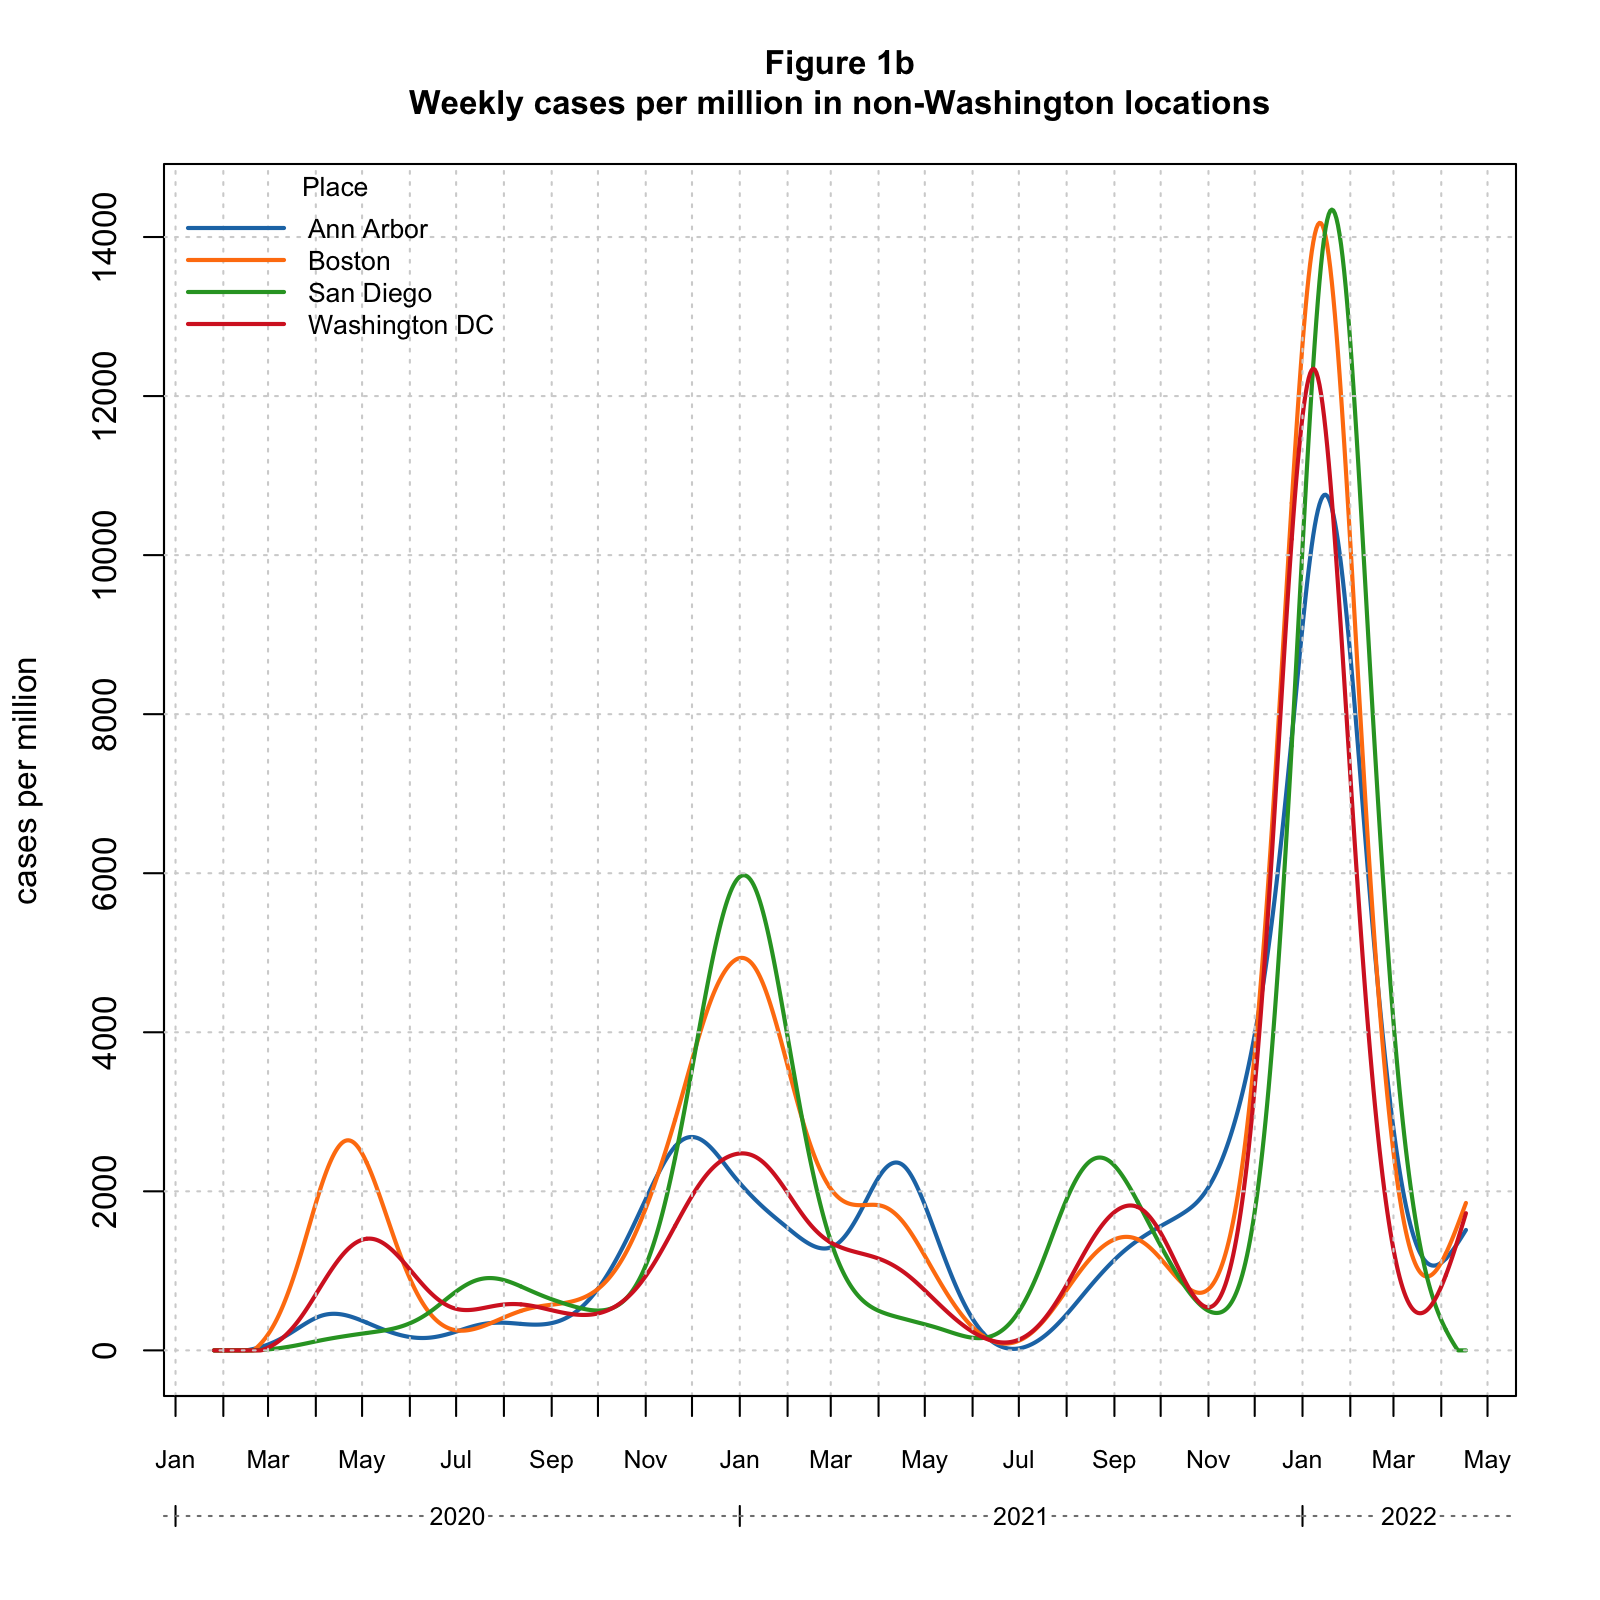 Figure 1b
Weekly cases per million in non-Washington locations
Place
Ann Arbor
Boston
San Diego
Washington DC
cases per million
14000
12000
10000
8000
6000
4000
2000
0
Jan Mar May Jul Sep Nov Jan Mar May Jul Sep Nov Jan Mar May
2020 2021 2022